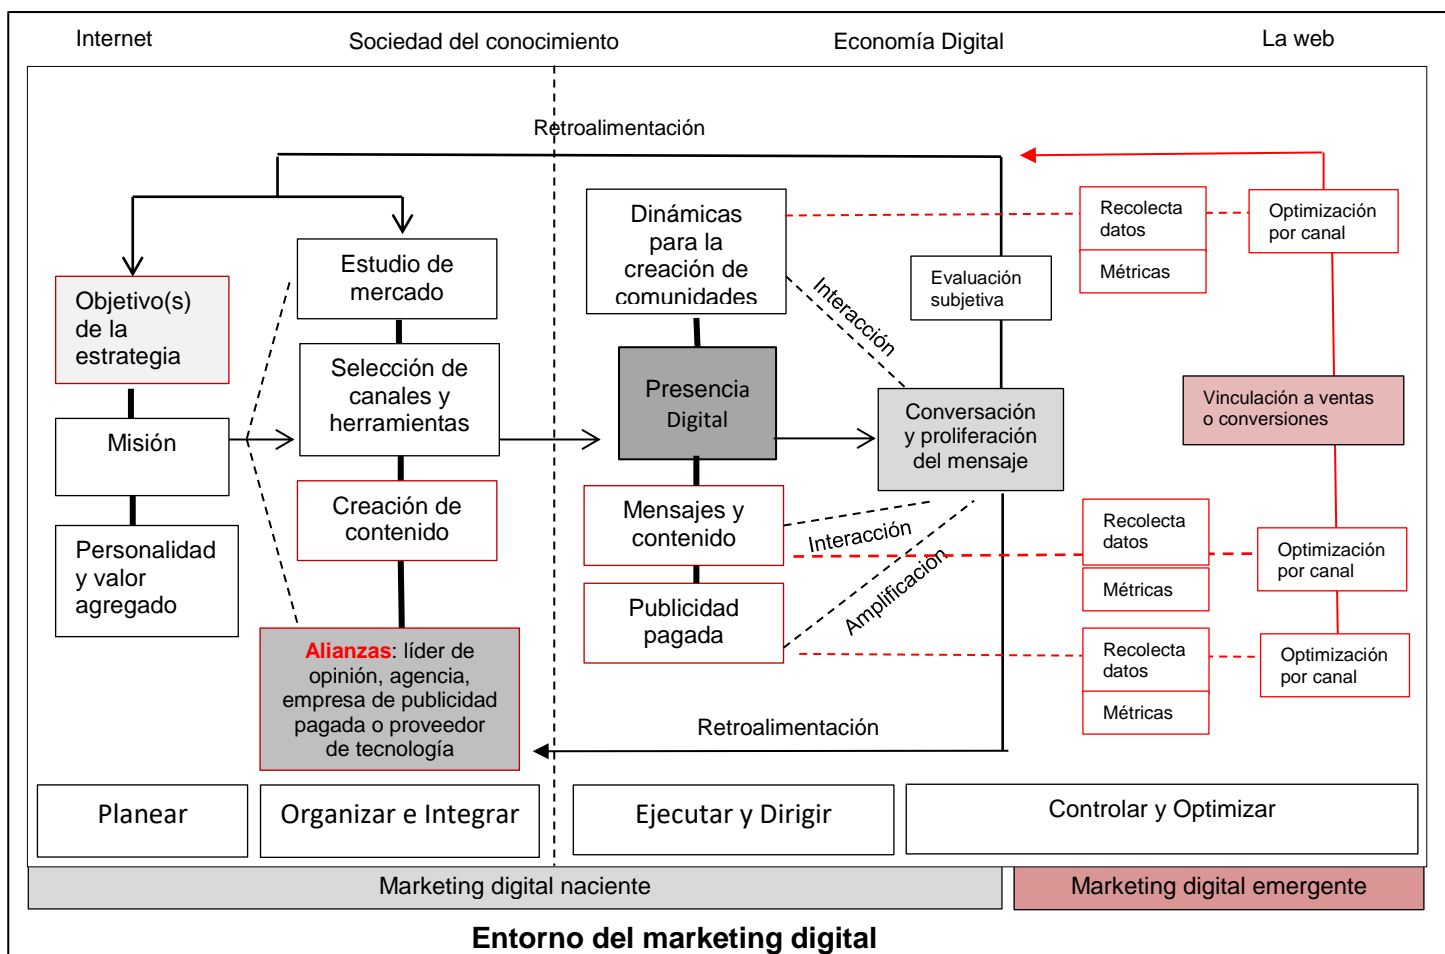 Internet
Sociedad del conocimiento
Economía Digital
La web
Retroalimentación
Objetivo(s)
de la
estrategia
Misión
Personalidad
y valor
agregado
Estudio de
mercado
Selección de
canales y
herramientas
Creación de
contenido
Alianzas: líder de
opinión, agencia,
empresa de publicidad
pagada o proveedor
de tecnología
Dinámicas
para la
creación de
comunidades
Presencia
Digital
Mensajes y
contenido
Publicidad
pagada
Interacción
Interacción
Amplificación
Evaluación
subjetiva
Conversación
y proliferación
del mensaje
Retroalimentación
Recolecta
datos
Métricas
Optimización
por canal
Vinculación a ventas
o conversiones
Recolecta
datos
Métricas
Optimización
por canal
Recolecta
datos
Métricas
Optimización
por canal
Planear
Organizar e Integrar
Ejecutar y Dirigir
Controlar y Optimizar
Marketing digital naciente
Marketing digital emergente
Entorno del marketing digital